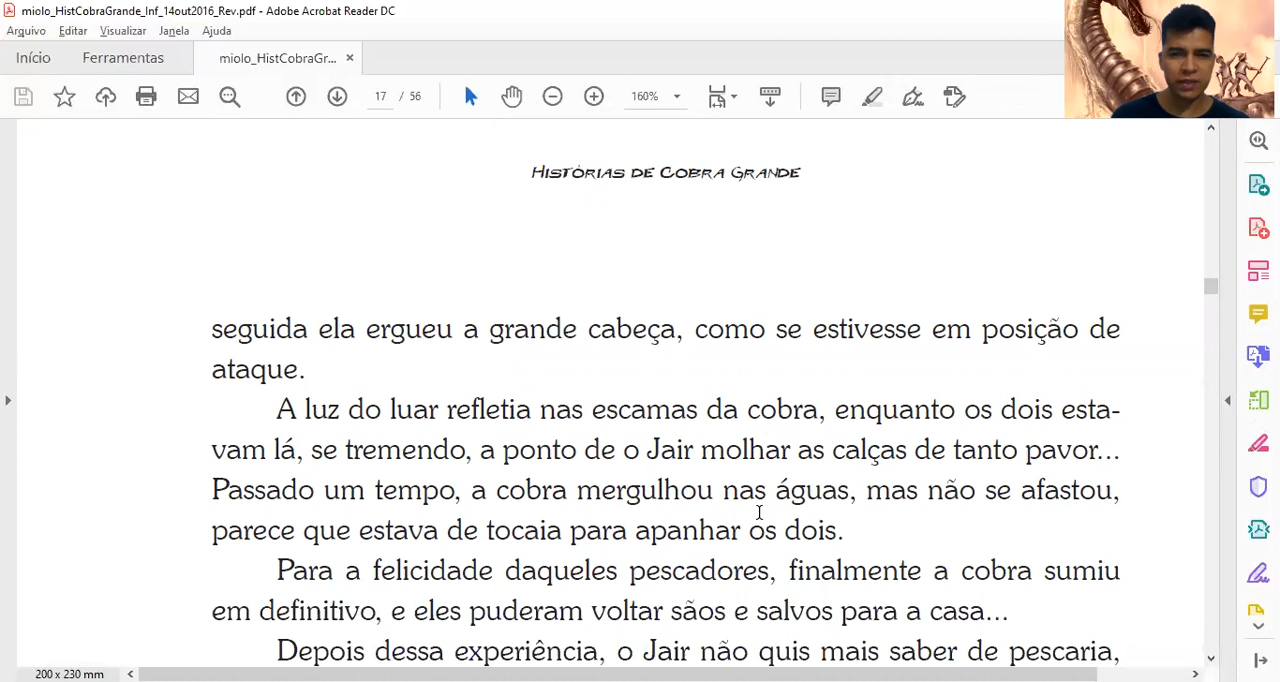 miolo_HistCobraGrande_Inf_14out2016_Rev.pdf - Adobe Acrobat Reader DC
Arquivo Editar Visualizar Janela Ajuda
Início Ferramentas miolo_HistCobraGr... ×
17 / 56 160%
Histórias de Cobra Grande
seguida ela ergueu a grande cabeça, como se estivesse em posição de
ataque.
A luz do luar refletia nas escamas da cobra, enquanto os dois esta-
vam lá, se tremendo, a ponto de o Jair molhar as calças de tanto pavor...
Passado um tempo, a cobra mergulhou nas águas, mas não se afastou,
parece que estava de tocaia para apanhar os dois.
Para a felicidade daqueles pescadores, finalmente a cobra sumiu
em definitivo, e eles puderam voltar sãos e salvos para a casa...
Depois dessa experiência, o Jair não quis mais saber de pescaria,
200 x 230 mm